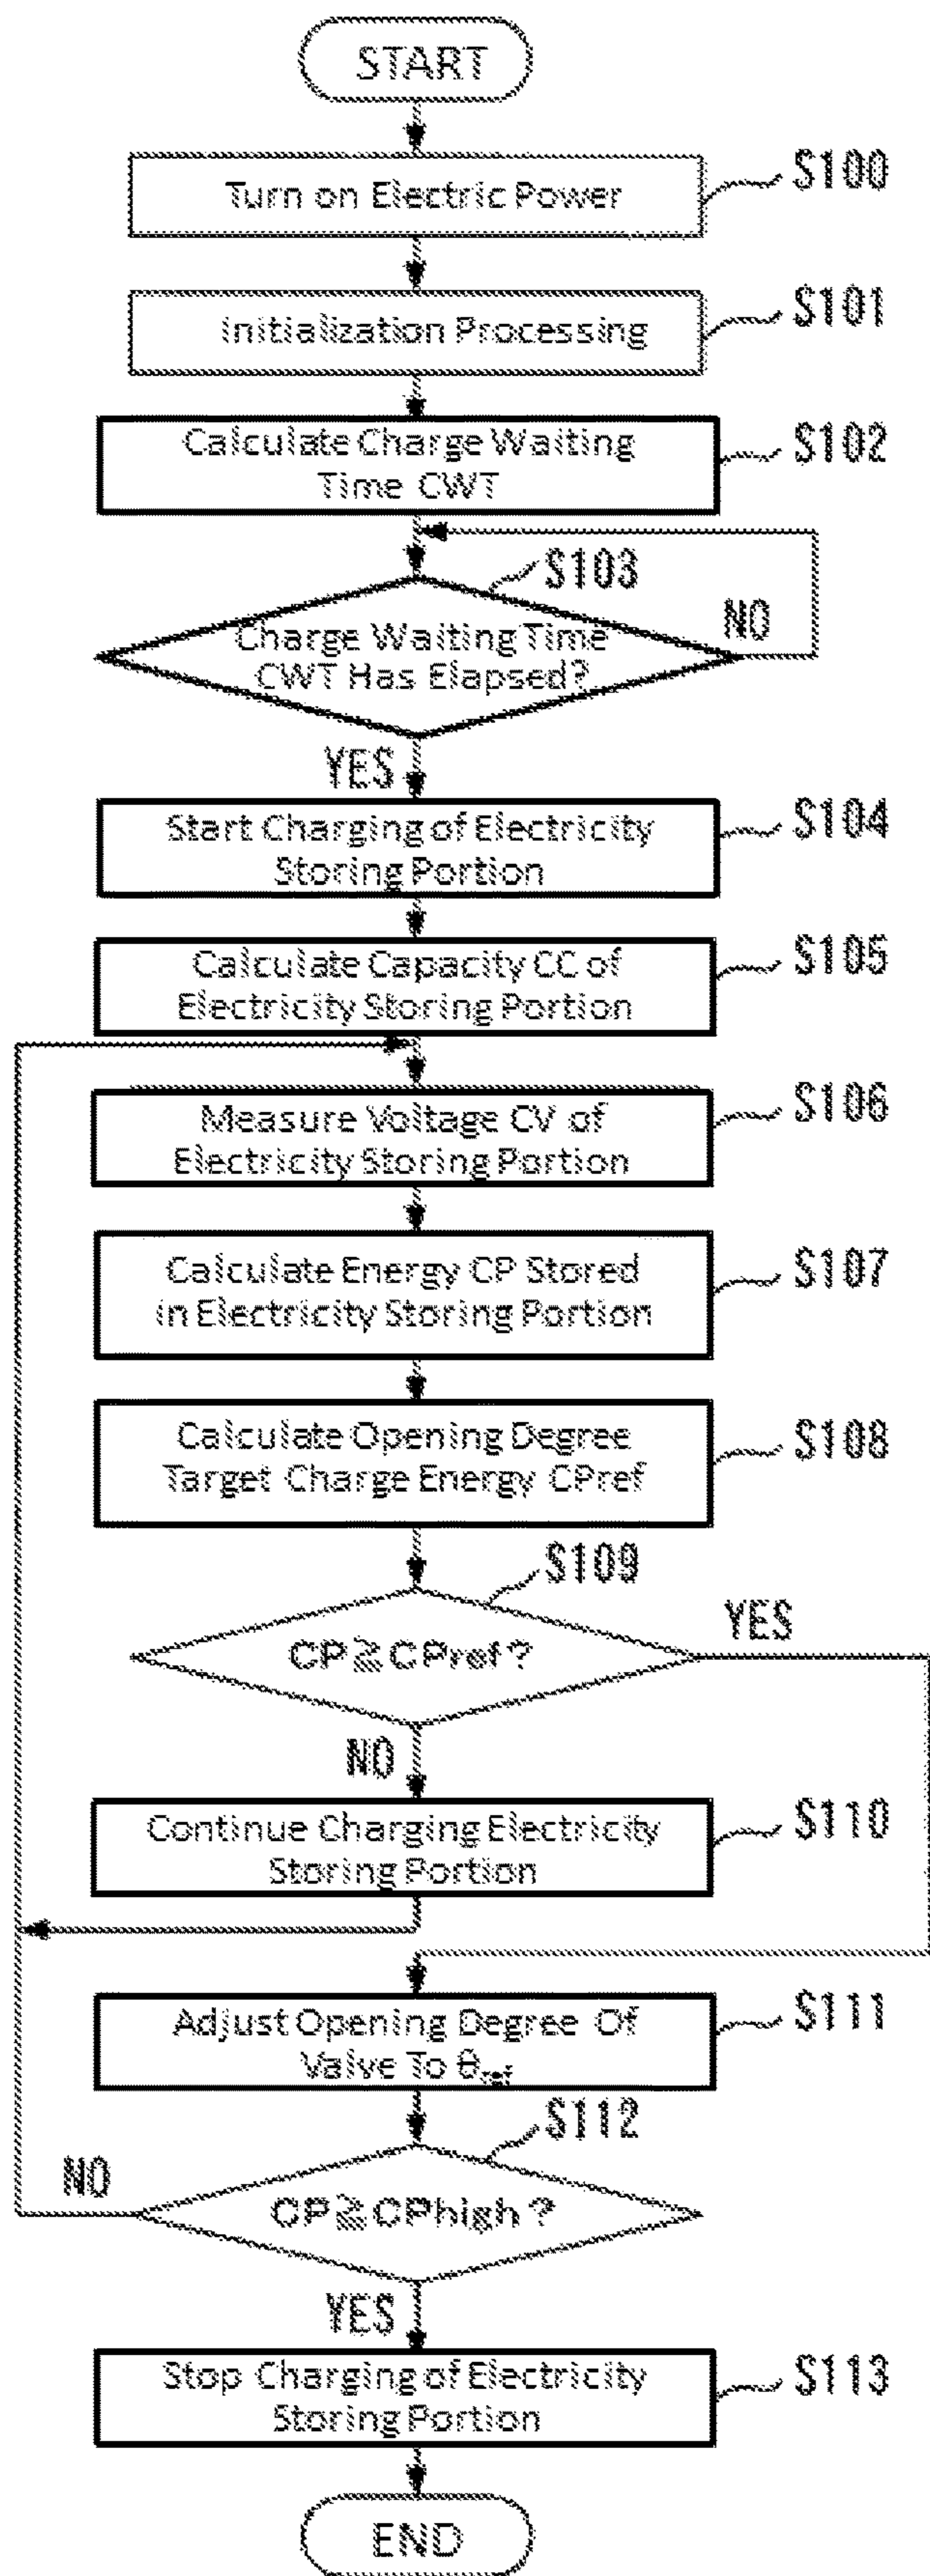 START
Turn on Electric Power
S100
Initialization Processing
S101
Calculate Charge Waiting
Time CWT
S102
S103
Charge Waiting Time
CWT Has Elapsed?
NO
YES
Start Charging of Electricity
Storing Portion
S104
Calculate Capacity CC of
Electricity Storing Portion
S105
Measure Voltage CV of
Electricity Storing Portion
S106
Calculate Energy CP Stored
in Electricity Storing Portion
S107
Calculate Opening Degree
Target Charge Energy CPref
S108
S109
CP≧CPref?
YES
NO
Continue Charging Electricity
Storing Portion
S110
Adjust Opening Degree Of
Valve To θref
S111
S112
CP≧CPhigh?
NO
YES
Stop Charging of Electricity
Storing Portion
S113
END